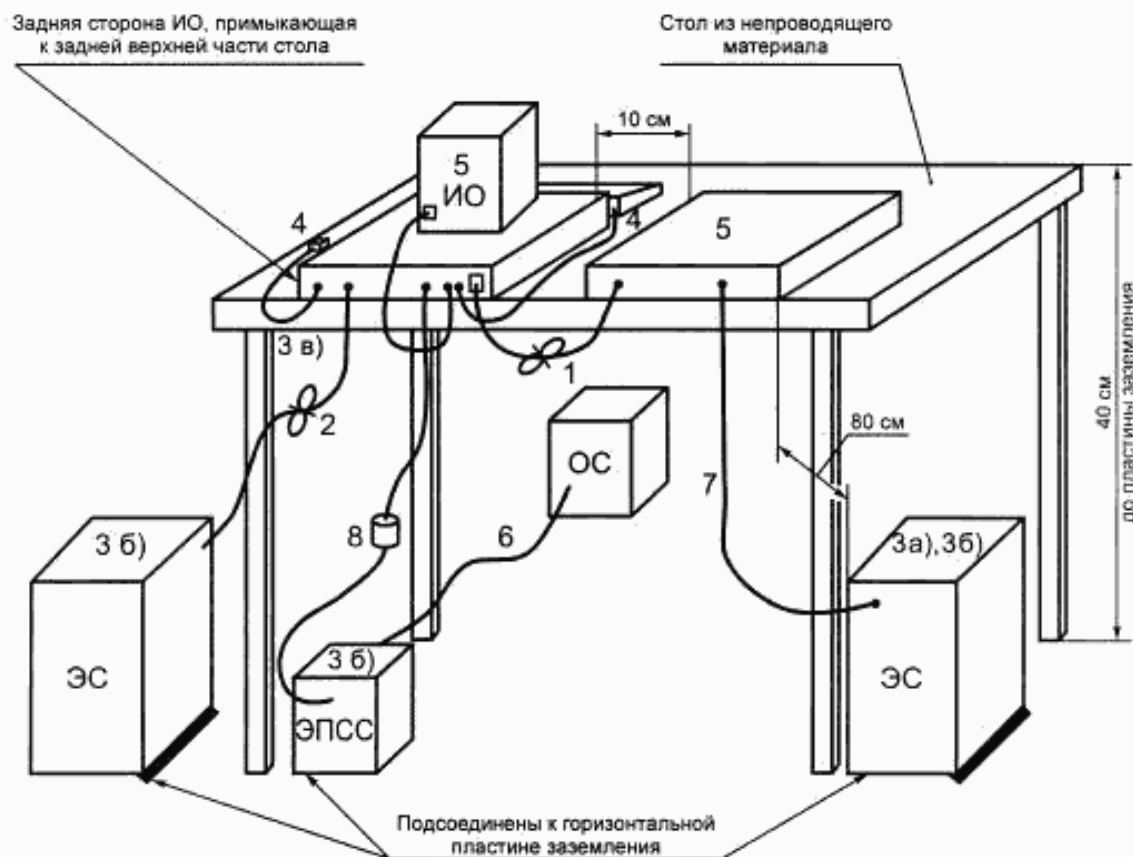 Задняя сторона ИО, примыкающая
к задней верхней части стола
Стол из непроводящего
материала
10 см
5
ИО
4
4
5
3 в)
1
2
40 см
до пластины заземления
80 см
ОС
7
8
6
3 б)
3а),3б)
ЭС
3 б)
ЭПСС
ЭС
Подсоединены к горизонтальной
пластине заземления